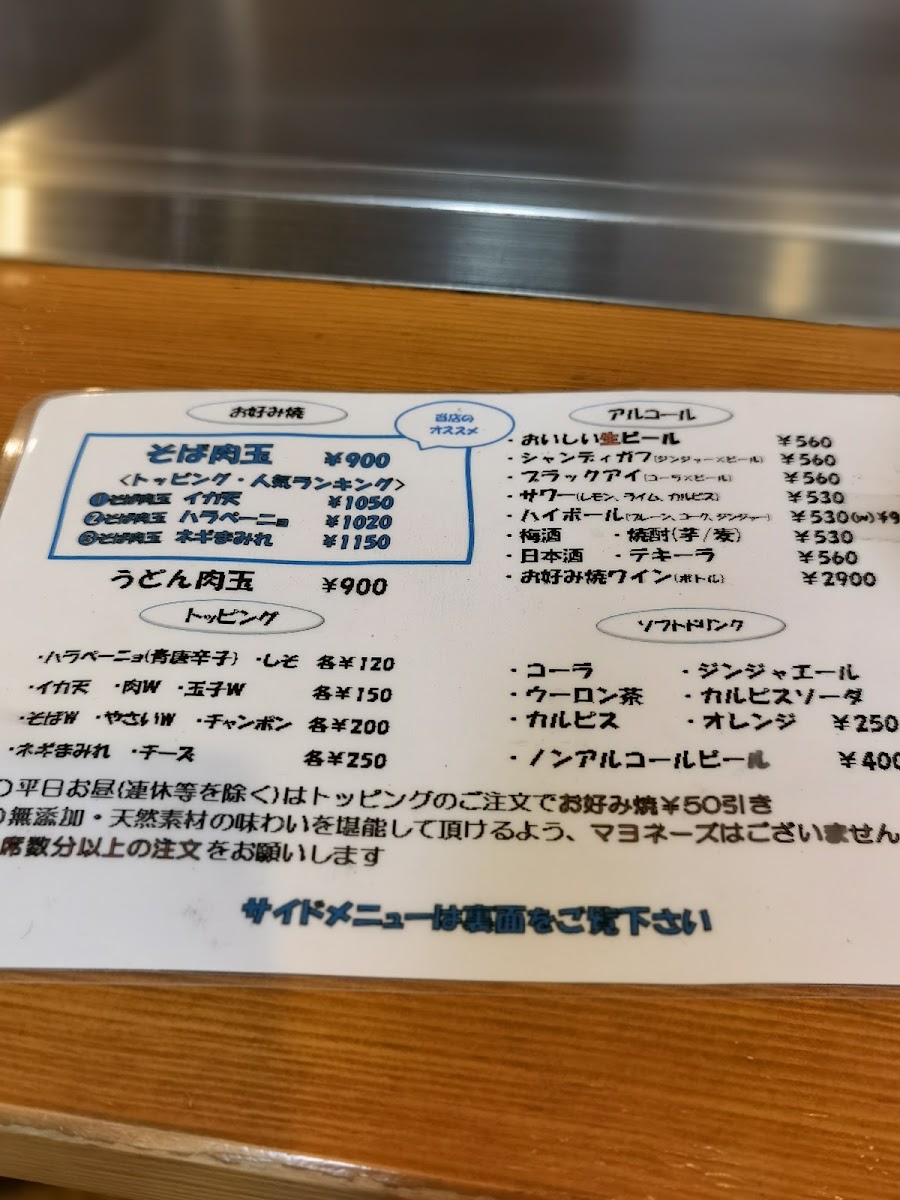 お好み焼
当店の
オススメ
そば肉玉 ¥900
<トッピング・人気ランキング>
①そば肉玉 イカ天 ¥1050
②そば肉玉 ハラペーニョ ¥1020
③そば肉玉 ネギまみれ ¥1150
うどん肉玉 ¥900
トッピング
・ハラペーニョ(青唐辛子) ・しそ 各¥120
・イカ天 ・肉W ・玉子W 各¥150
・そばW ・やさいW ・チャンポン 各¥200
・ネギまみれ ・チーズ 各¥250
アルコール
・おいしい生ビール ¥560
・シャンディガフ(ジンジャー×ビール) ¥560
・ブラックアイ(コーラ×ビール) ¥560
・サワー(レモン、ライム、カルピス) ¥530
・ハイボール(プレーン、コーク、ジンジャー) ¥530(W)¥9
・梅酒 ・焼酎(芋/麦) ¥530
・日本酒 ・テキーラ ¥560
・お好み焼ワイン(ボトル) ¥2900
ソフトドリンク
・コーラ ・ジンジャエール
・ウーロン茶 ・カルピスソーダ
・カルピス ・オレンジ ¥250
・ノンアルコールビール ¥400
平日お昼(連休等を除く)はトッピングのご注文でお好み焼¥50引き
無添加・天然素材の味わいを堪能して頂けるよう、マヨネーズはございません
席数分以上の注文をお願いします
サイドメニューは裏面をご覧下さい